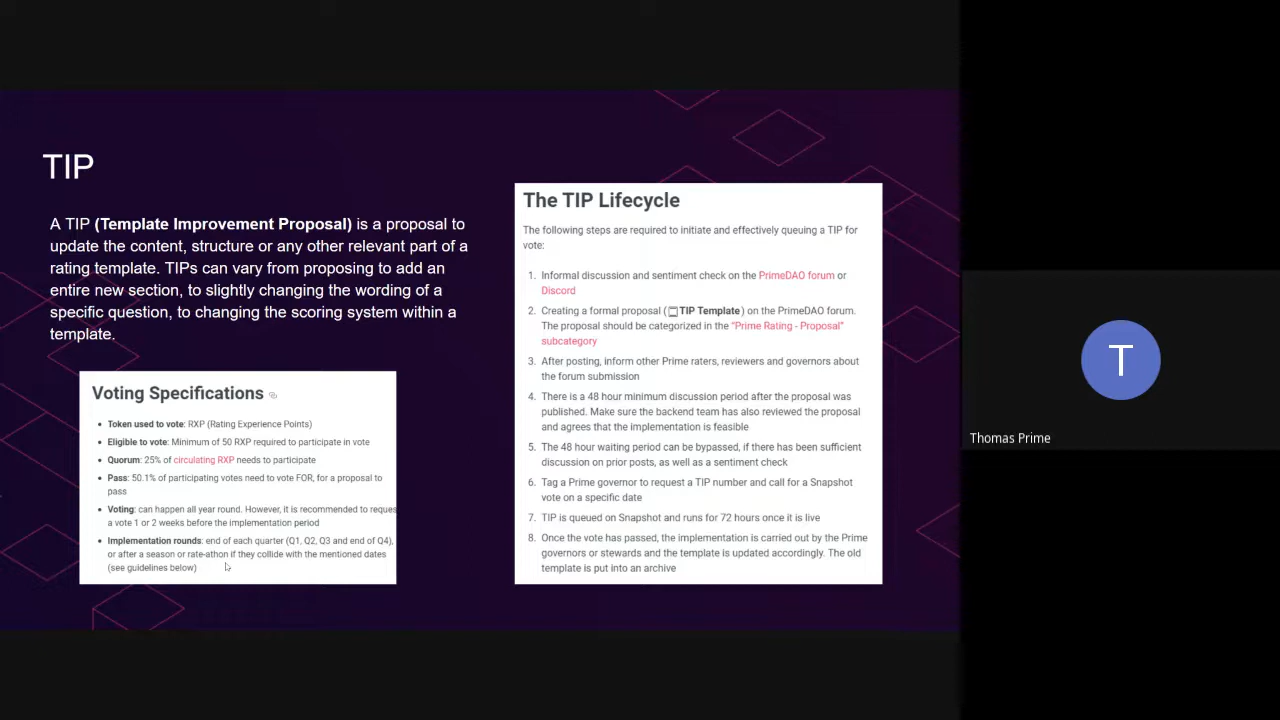 TIP
A TIP (Template Improvement Proposal) is a proposal to
update the content, structure or any other relevant part of a
rating template. TIPs can vary from proposing to add an
entire new section, to slightly changing the wording of a
specific question, to changing the scoring system within a
template.
Voting Specifications
Token used to vote: RXP (Rating Experience Points)
Eligible to vote: Minimum of 50 RXP required to participate in vote
Quorum: 25% of circulating RXP needs to participate
Pass: 50.1% of participating votes need to vote FOR, for a proposal to
pass
Voting: can happen all year round. However, it is recommended to reques
a vote 1 or 2 weeks before the implementation period
Implementation rounds: end of each quarter (Q1, Q2, Q3 and end of Q4),
or after a season or rate-athon if they collide with the mentioned dates
(see guidelines below)
The TIP Lifecycle
The following steps are required to initiate and effectively queuing a TIP for
vote:
1. Informal discussion and sentiment check on the PrimeDAO forum or
Discord
2. Creating a formal proposal (TIP Template) on the PrimeDAO forum.
The proposal should be categorized in the "Prime Rating - Proposal"
subcategory
3. After posting, inform other Prime raters, reviewers and governors about
the forum submission
4. There is a 48 hour minimum discussion period after the proposal was
published. Make sure the backend team has also reviewed the proposal
and agrees that the implementation is feasible
5. The 48 hour waiting period can be bypassed, if there has been sufficient
discussion on prior posts, as well as a sentiment check
6. Tag a Prime governor to request a TIP number and call for a Snapshot
vote on a specific date
7. TIP is queued on Snapshot and runs for 72 hours once it is live
8. Once the vote has passed, the implementation is carried out by the Prime
governors or stewards and the template is updated accordingly. The old
template is put into an archive
T
Thomas Prime